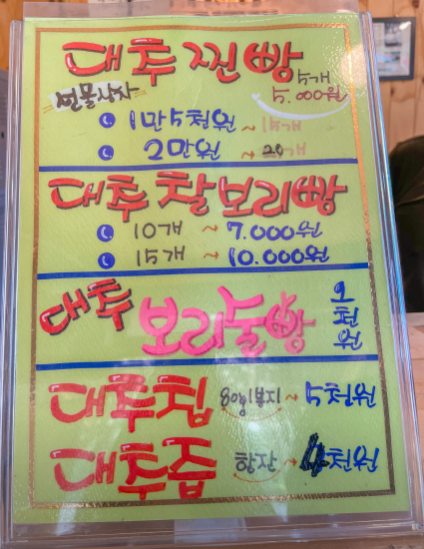 대추찐빵 5개
5.000원
선물상자
1만5천원 ~ 15개
2만원 ~ 20개
대추찰보리빵
10개 ~ 7.000원
15개 ~ 10.000원
대추 보리술빵 5천원
대추칩 80g 1봉지 ~ 5천원
대추즙 한잔 → 4천원